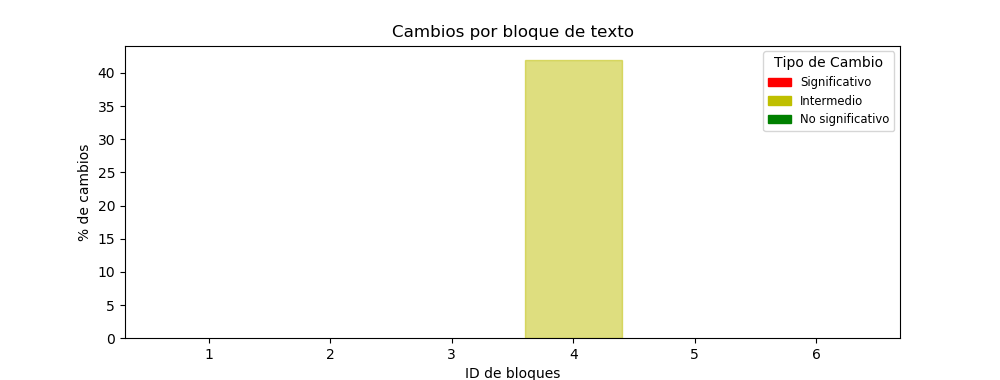 Cambios por bloque de texto
Tipo de Cambio
Significativo
Intermedio
No significativo
% de cambios
40
35
30
25
20
15
10
5
0
1 2 3 4 5 6
ID de bloques